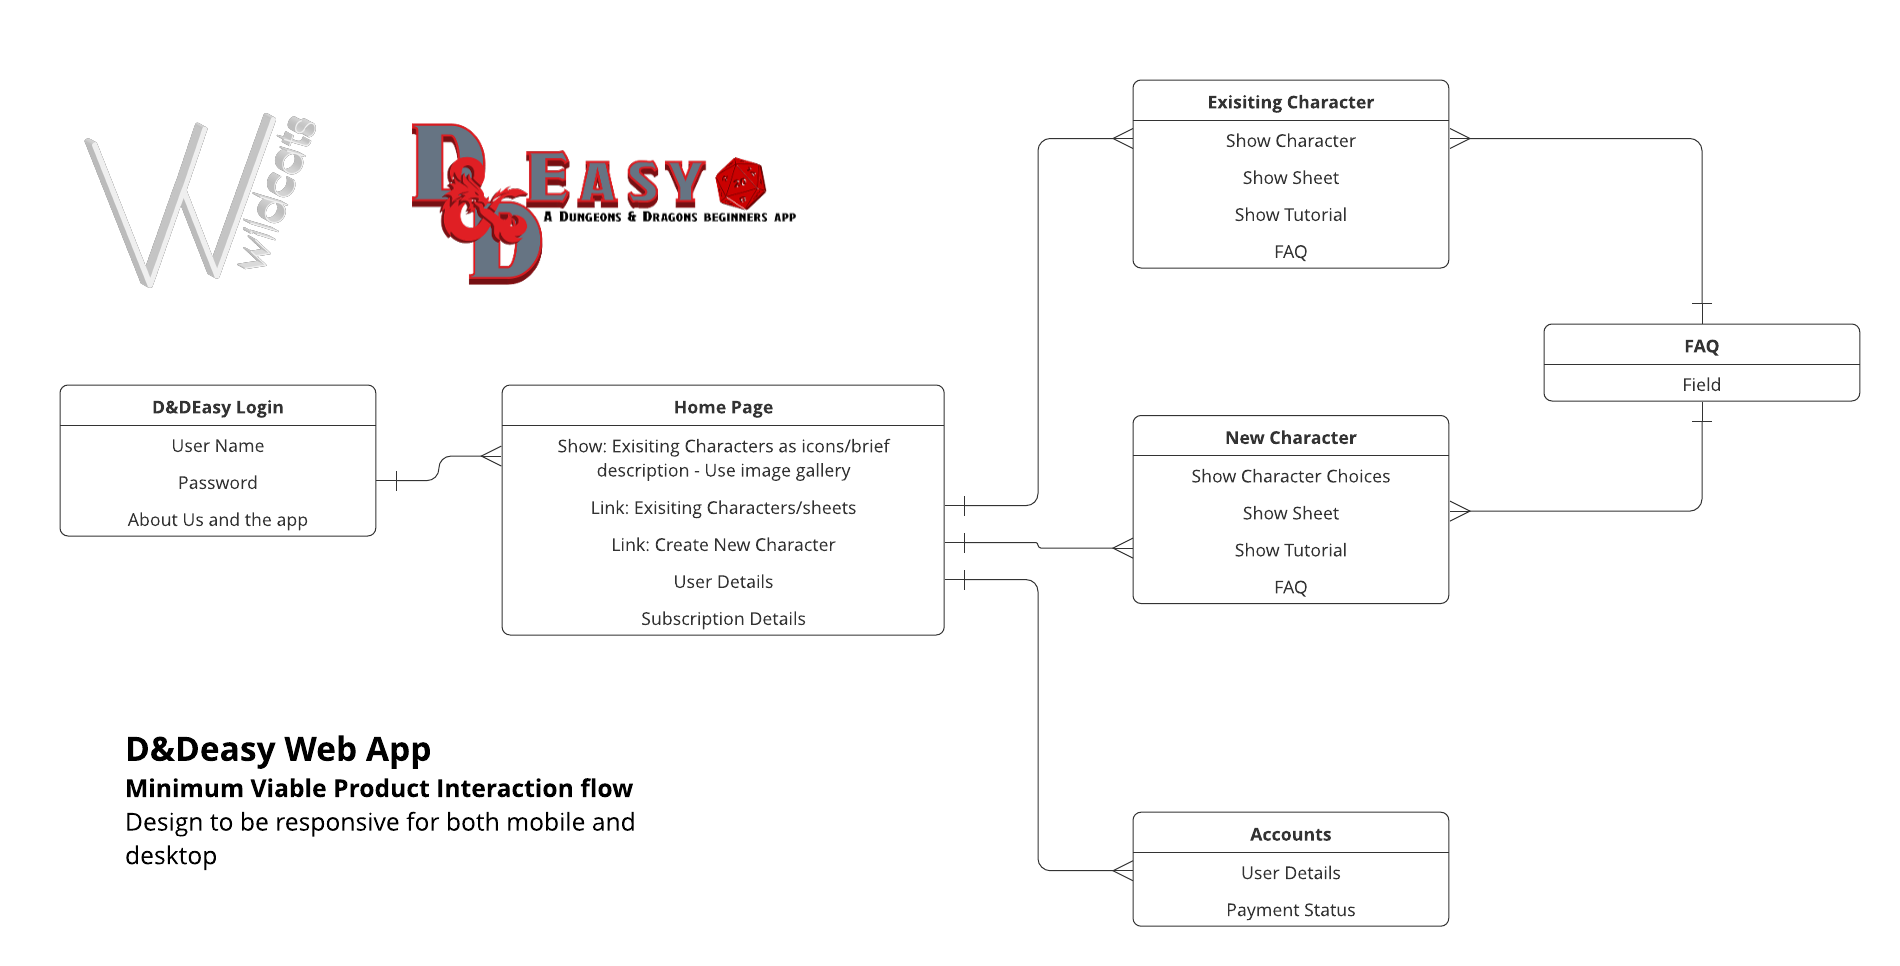 W
wildcats
D&D EASY
A DUNGEONS & DRAGONS BEGINNERS APP
D&DEasy Login
User Name
Password
About Us and the app
Home Page
Show: Exisiting Characters as icons/brief
description - Use image gallery
Link: Exisiting Characters/sheets
Link: Create New Character
User Details
Subscription Details
Exisiting Character
Show Character
Show Sheet
Show Tutorial
FAQ
New Character
Show Character Choices
Show Sheet
Show Tutorial
FAQ
FAQ
Field
Accounts
User Details
Payment Status
D&Deasy Web App
Minimum Viable Product Interaction flow
Design to be responsive for both mobile and
desktop